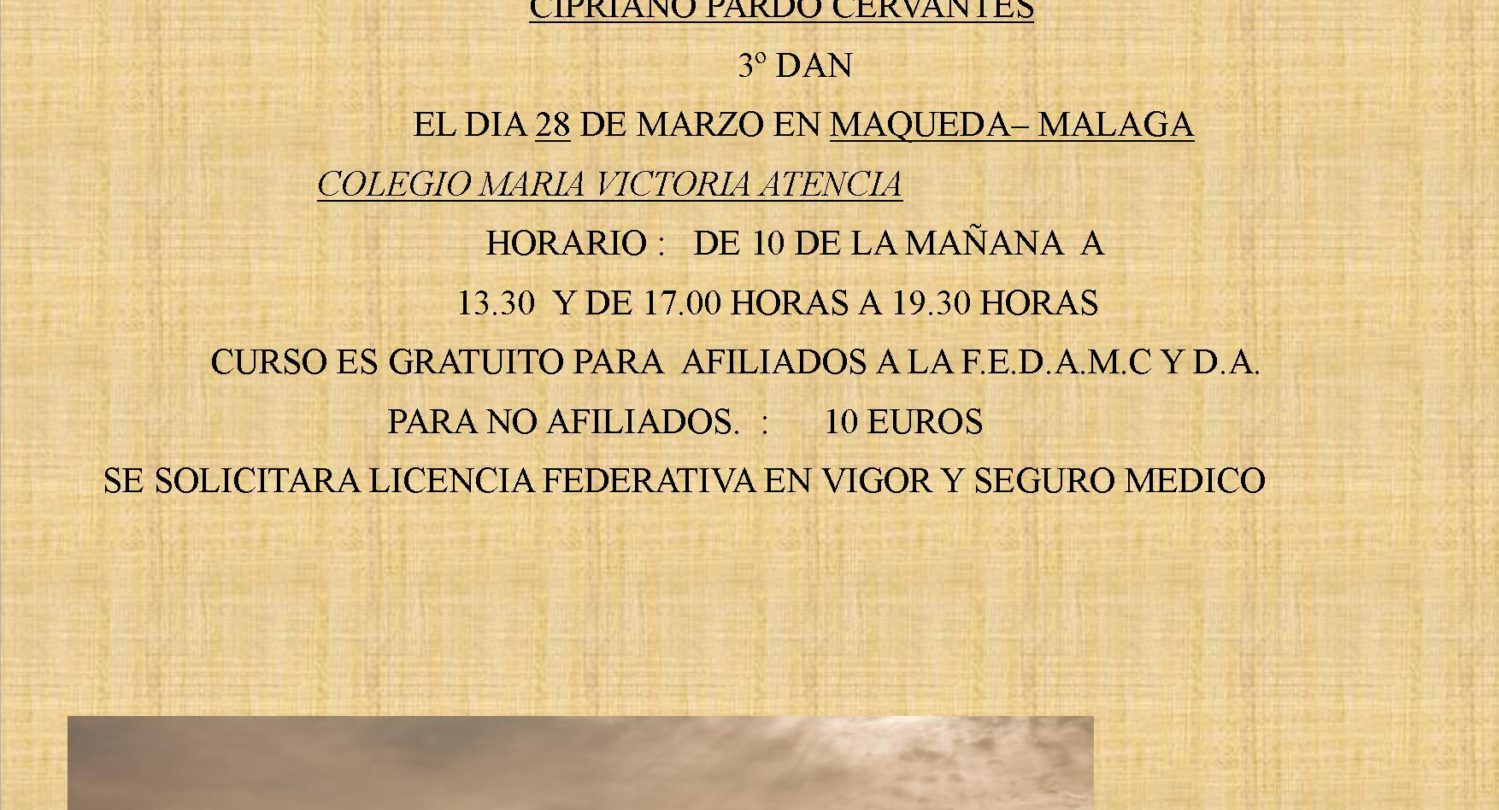 CIPRIANO PARDO CERVANTES
3º DAN
EL DIA 28 DE MARZO EN MAQUEDA– MALAGA
COLEGIO MARIA VICTORIA ATENCIA
HORARIO :   DE 10 DE LA MAÑANA  A
13.30  Y DE 17.00 HORAS A 19.30 HORAS
CURSO ES GRATUITO PARA  AFILIADOS A LA F.E.D.A.M.C Y D.A.
PARA NO AFILIADOS.  :     10 EUROS
SE SOLICITARA LICENCIA FEDERATIVA EN VIGOR Y SEGURO MEDICO